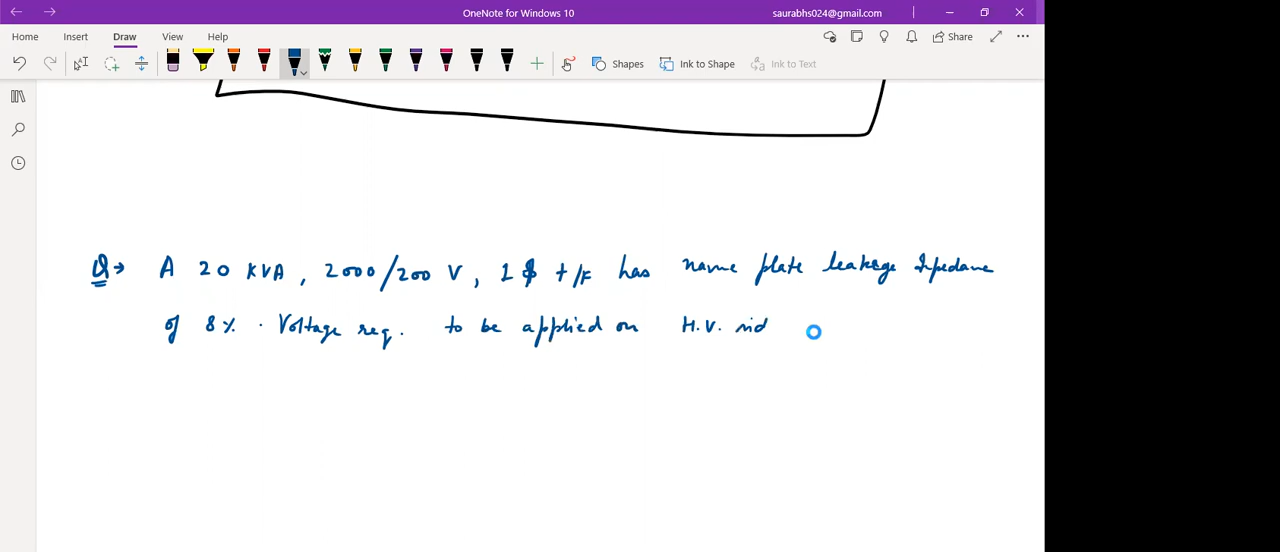 OneNote for Windows 10
saurabhs024@gmail.com
Home Insert Draw View Help
Share
Shapes
Ink to Shape
Ink to Text
Q→ A 20 KVA, 2000/200 V, 1ϕ t/f has name plate leakage Impedance
of 8%. Voltage req. to be applied on H.V. sid